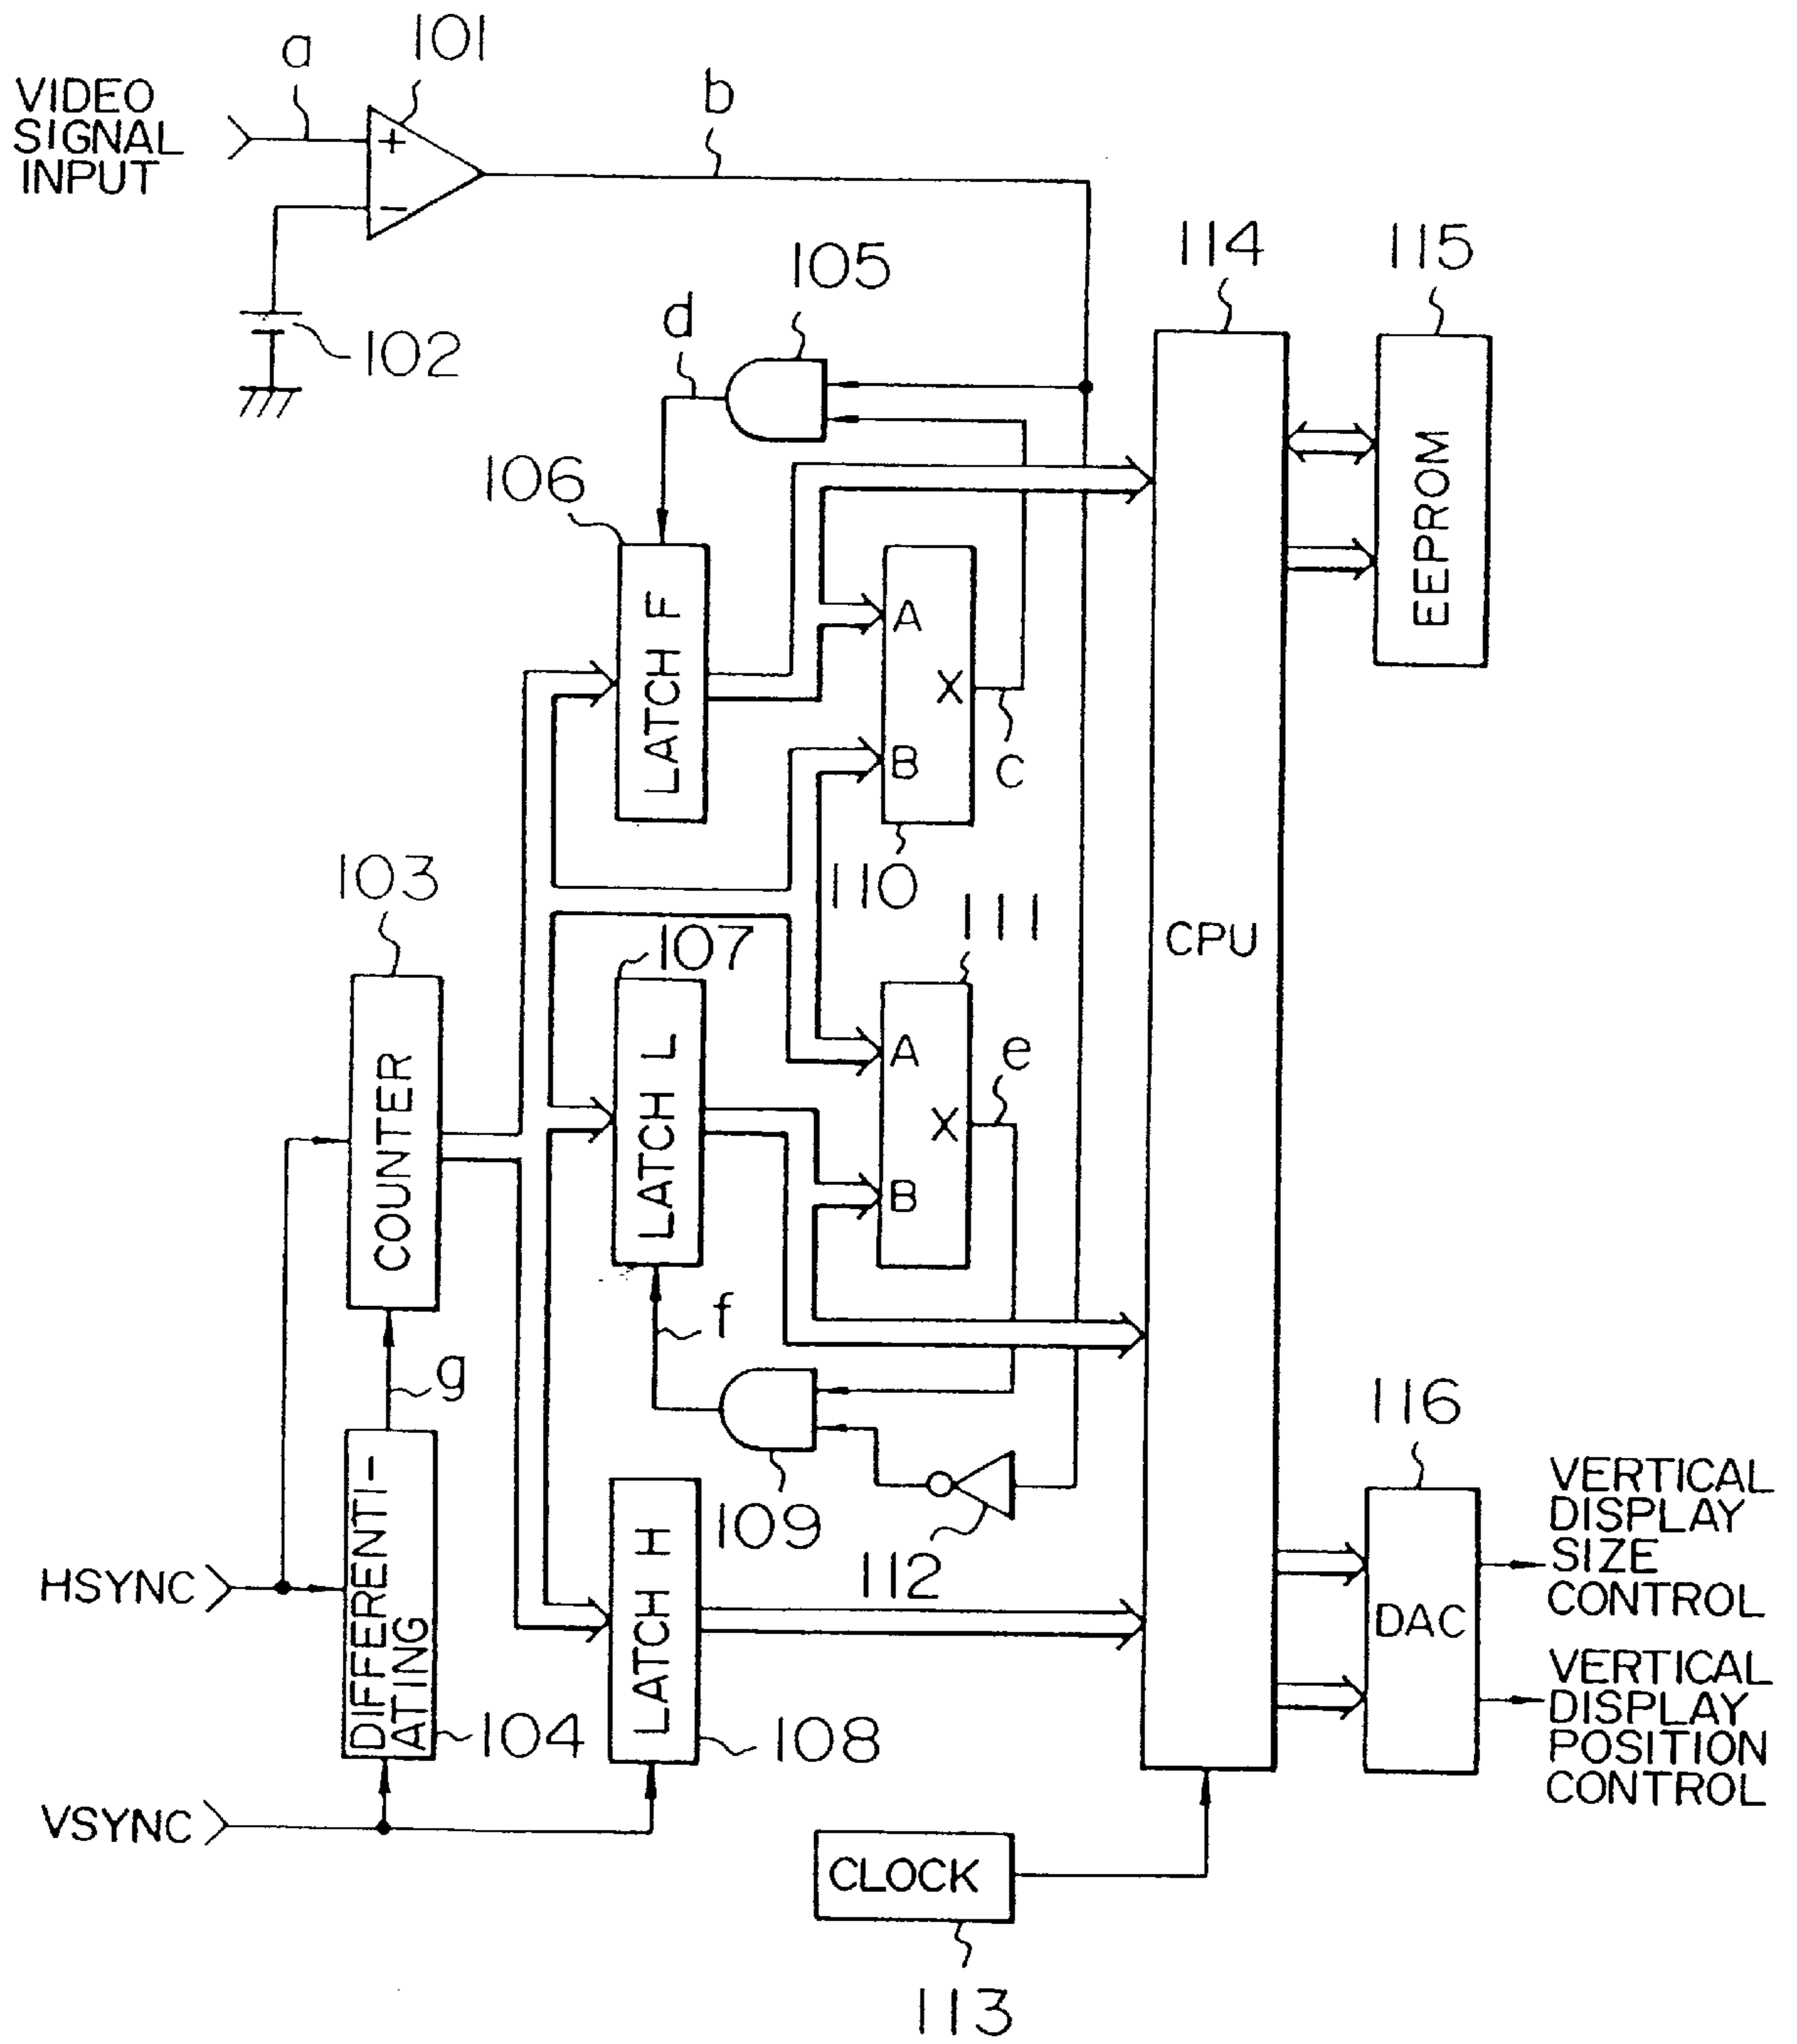 a
101
VIDEO
SIGNAL
INPUT
+
−
b
102
105
d
114
115
106
LATCH F
A
X
B
c
110
EEPROM
103
107
111
COUNTER
LATCH L
A
X
B
e
CPU
f
g
109
112
116
HSYNC
DIFFERENTI-
ATING
104
LATCH H
108
DAC
VERTICAL
DISPLAY
SIZE
CONTROL
VERTICAL
DISPLAY
POSITION
CONTROL
VSYNC
CLOCK
113